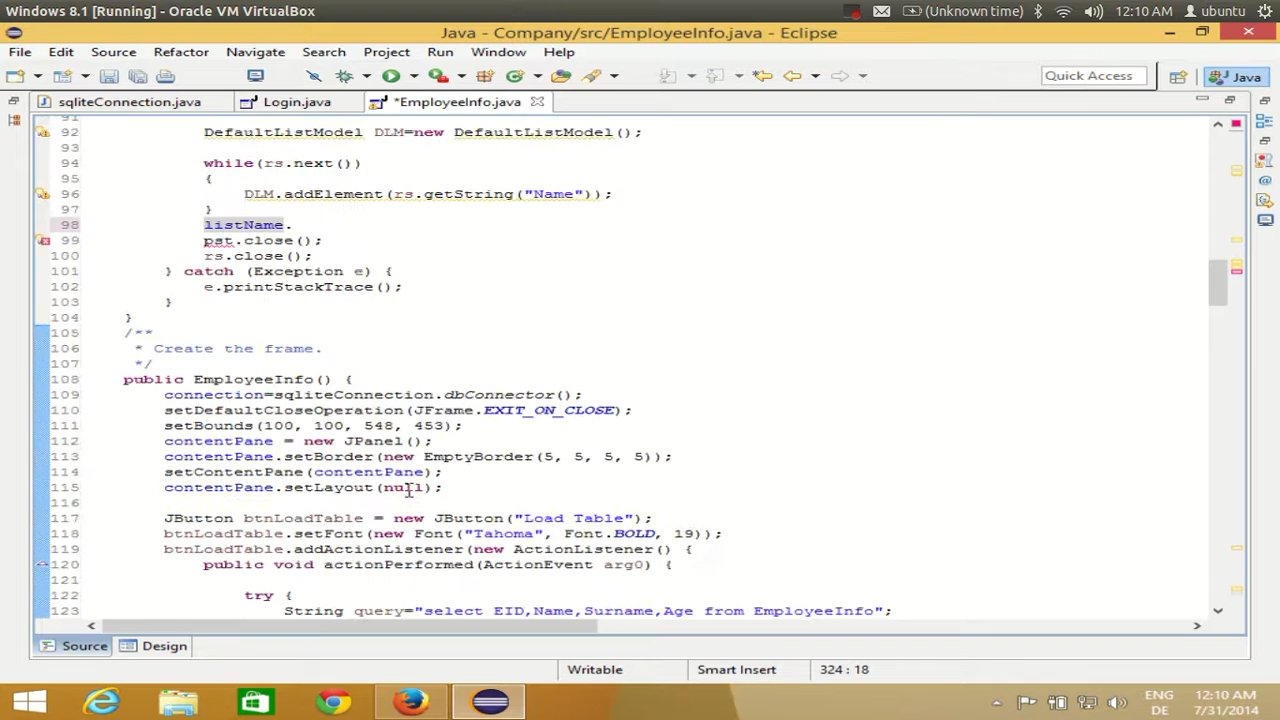 Windows 8.1 [Running] - Oracle VM VirtualBox
(Unknown time) 12:10 AM ubuntu
Java - Company/src/EmployeeInfo.java - Eclipse
File Edit Source Refactor Navigate Search Project Run Window Help
Quick Access Java
sqliteConnection.java Login.java *EmployeeInfo.java
91
92 DefaultListModel DLM=new DefaultListModel();
93
94 while(rs.next())
95 {
96 DLM.addElement(rs.getString("Name"));
97 }
98 listName.
99 pst.close();
100 rs.close();
101 } catch (Exception e) {
102 e.printStackTrace();
103 }
104 }
105 /**
106 * Create the frame.
107 */
108 public EmployeeInfo() {
109 connection=sqliteConnection.dbConnector();
110 setDefaultCloseOperation(JFrame.EXIT_ON_CLOSE);
111 setBounds(100, 100, 548, 453);
112 contentPane = new JPanel();
113 contentPane.setBorder(new EmptyBorder(5, 5, 5, 5));
114 setContentPane(contentPane);
115 contentPane.setLayout(null);
116
117 JButton btnLoadTable = new JButton("Load Table");
118 btnLoadTable.setFont(new Font("Tahoma", Font.BOLD, 19));
119 btnLoadTable.addActionListener(new ActionListener() {
120 public void actionPerformed(ActionEvent arg0) {
121
122 try {
123 String query="select EID,Name,Surname,Age from EmployeeInfo";
Source Design
Writable Smart Insert 324 : 18
ENG 12:10 AM
DE 7/31/2014